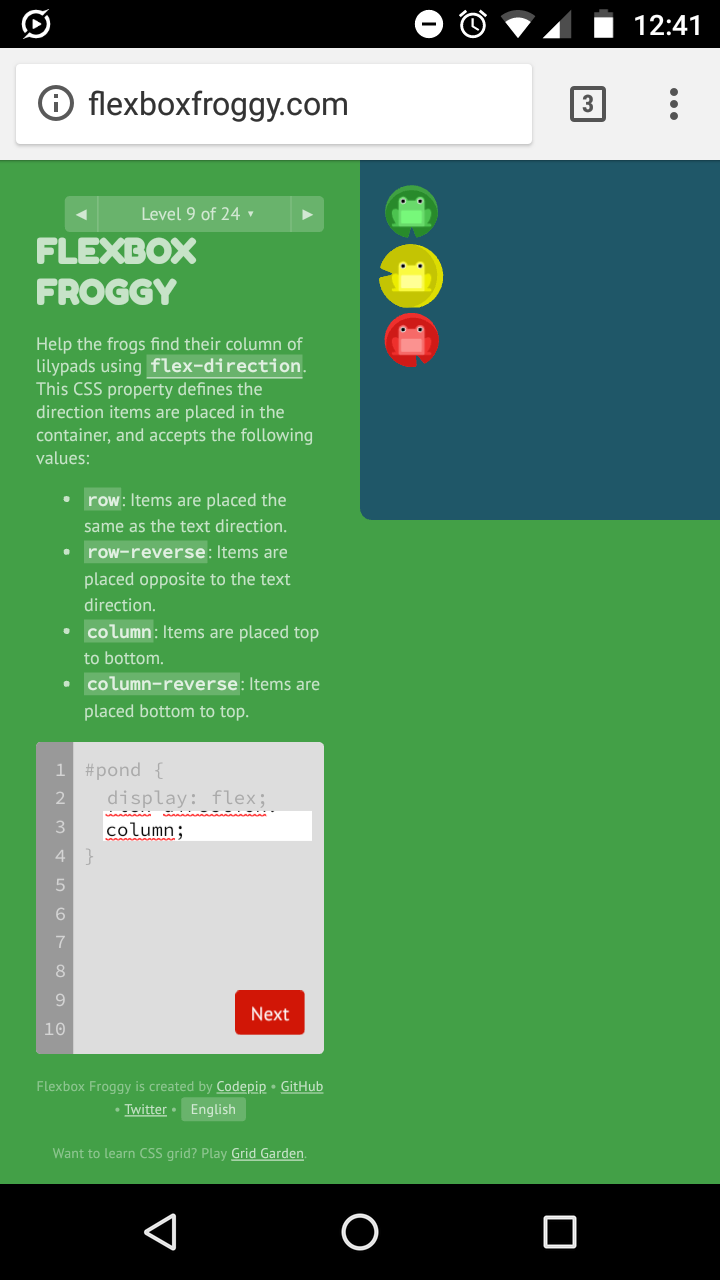 12:41
flexboxfroggy.com
3
◀ Level 9 of 24 ▾ ▶
FLEXBOX
FROGGY
Help the frogs find their column of
lilypads using flex-direction.
This CSS property defines the
direction items are placed in the
container, and accepts the following
values:
• row: Items are placed the
same as the text direction.
• row-reverse: Items are
placed opposite to the text
direction.
• column: Items are placed top
to bottom.
• column-reverse: Items are
placed bottom to top.
1 #pond {
2 display: flex;
3 column;
4 }
5
6
7
8
9
10
Next
Flexbox Froggy is created by Codepip • GitHub
• Twitter • English
Want to learn CSS grid? Play Grid Garden.